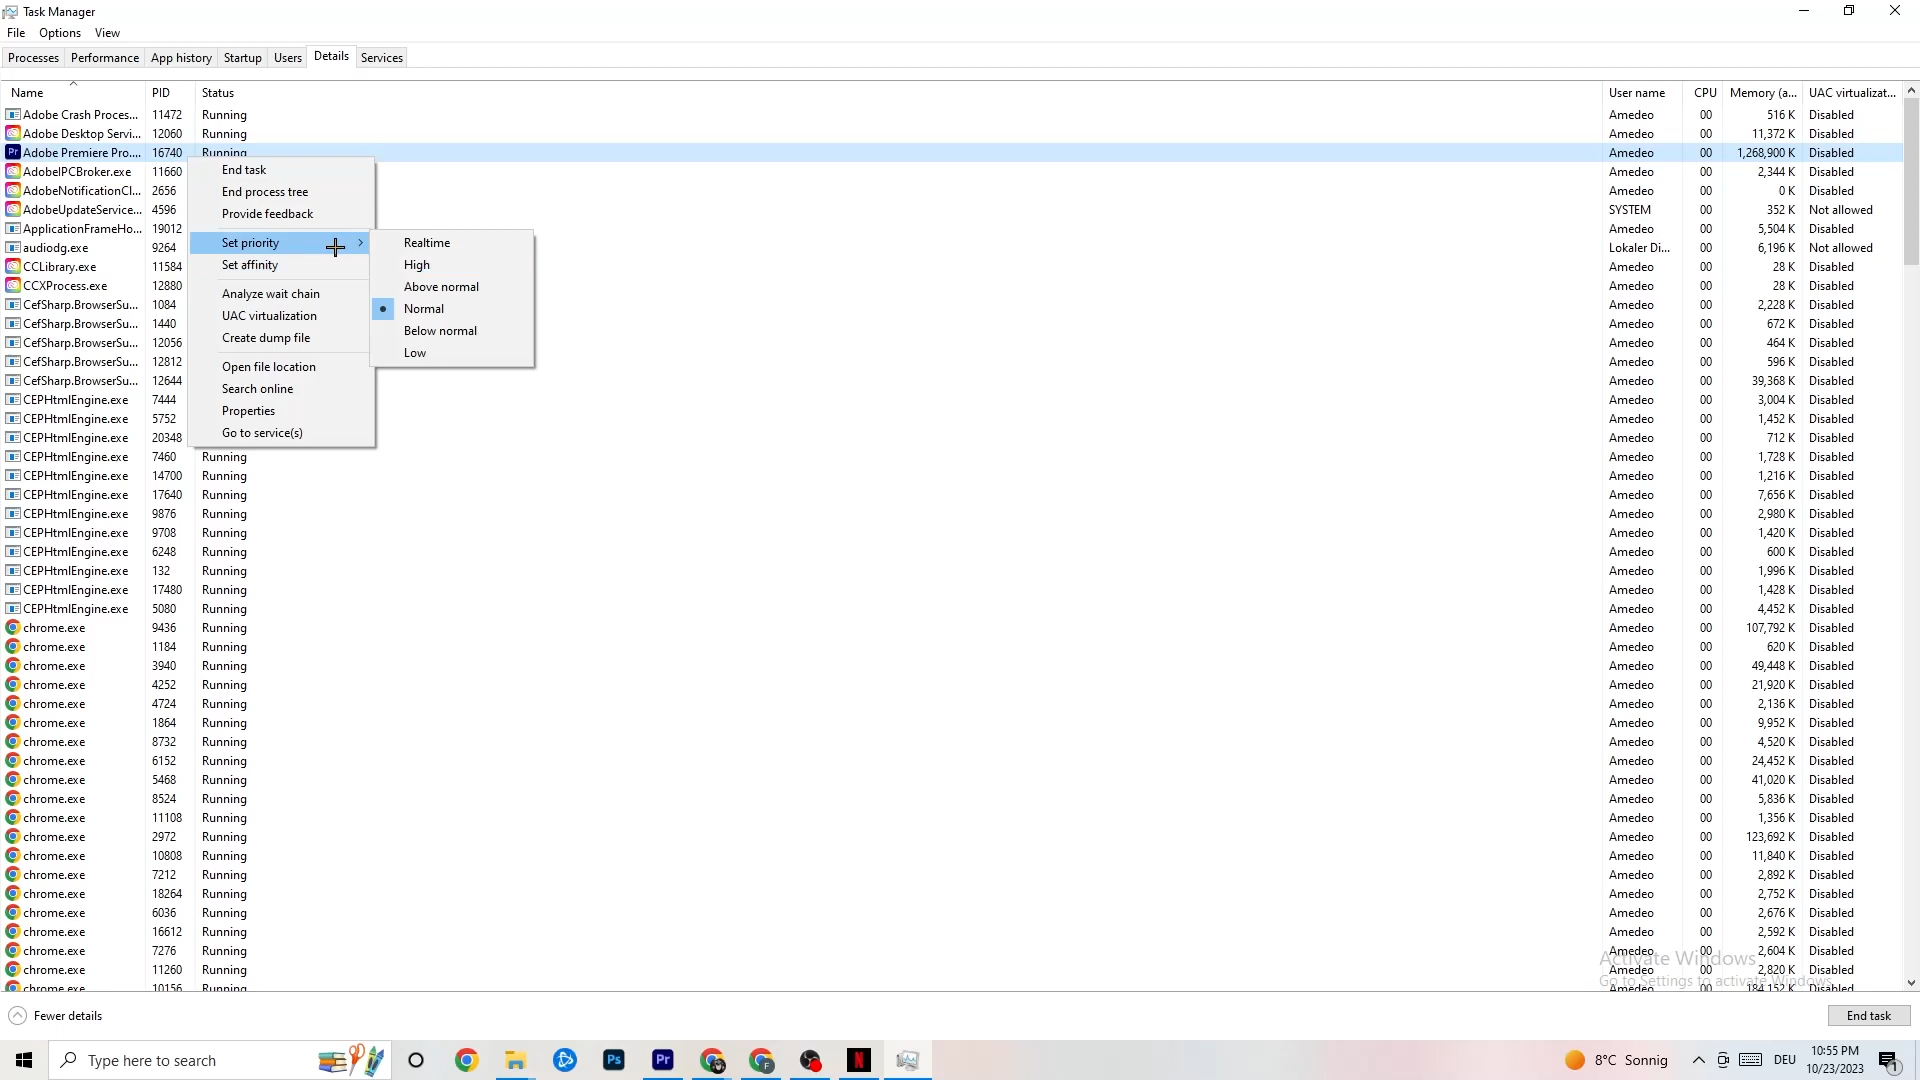 Task Manager
File Options View
Processes Performance App history Startup Users Details Services
Name PID Status User name CPU Memory (a... UAC virtualizat...
Adobe Crash Proces... 11472 Running Amedeo 00 516 K Disabled
Adobe Desktop Servi... 12060 Running Amedeo 00 11,372 K Disabled
Adobe Premiere Pro.... 16740 Running Amedeo 00 1,268,900 K Disabled
AdobeIPCBroker.exe 11660 Amedeo 00 2,344 K Disabled
AdobeNotificationCl... 2656 Amedeo 00 0 K Disabled
AdobeUpdateService... 4596 SYSTEM 00 352 K Not allowed
ApplicationFrameHo... 19012 Amedeo 00 5,504 K Disabled
audiodg.exe 9264 Lokaler Di... 00 6,196 K Not allowed
CCLibrary.exe 11584 Amedeo 00 28 K Disabled
CCXProcess.exe 12880 Amedeo 00 28 K Disabled
CefSharp.BrowserSu... 1084 Amedeo 00 2,228 K Disabled
CefSharp.BrowserSu... 1440 Amedeo 00 672 K Disabled
CefSharp.BrowserSu... 12056 Amedeo 00 464 K Disabled
CefSharp.BrowserSu... 12812 Amedeo 00 596 K Disabled
CefSharp.BrowserSu... 12644 Amedeo 00 39,368 K Disabled
CEPHtmlEngine.exe 7444 Amedeo 00 3,004 K Disabled
CEPHtmlEngine.exe 5752 Amedeo 00 1,452 K Disabled
CEPHtmlEngine.exe 20348 Amedeo 00 712 K Disabled
CEPHtmlEngine.exe 7460 Running Amedeo 00 1,728 K Disabled
CEPHtmlEngine.exe 14700 Running Amedeo 00 1,216 K Disabled
CEPHtmlEngine.exe 17640 Running Amedeo 00 7,656 K Disabled
CEPHtmlEngine.exe 9876 Running Amedeo 00 2,980 K Disabled
CEPHtmlEngine.exe 9708 Running Amedeo 00 1,420 K Disabled
CEPHtmlEngine.exe 6248 Running Amedeo 00 600 K Disabled
CEPHtmlEngine.exe 132 Running Amedeo 00 1,996 K Disabled
CEPHtmlEngine.exe 17480 Running Amedeo 00 1,428 K Disabled
CEPHtmlEngine.exe 5080 Running Amedeo 00 4,452 K Disabled
chrome.exe 9436 Running Amedeo 00 107,792 K Disabled
chrome.exe 1184 Running Amedeo 00 620 K Disabled
chrome.exe 3940 Running Amedeo 00 49,448 K Disabled
chrome.exe 4252 Running Amedeo 00 21,920 K Disabled
chrome.exe 4724 Running Amedeo 00 2,136 K Disabled
chrome.exe 1864 Running Amedeo 00 9,952 K Disabled
chrome.exe 8732 Running Amedeo 00 4,520 K Disabled
chrome.exe 6152 Running Amedeo 00 24,452 K Disabled
chrome.exe 5468 Running Amedeo 00 41,020 K Disabled
chrome.exe 8524 Running Amedeo 00 5,836 K Disabled
chrome.exe 11108 Running Amedeo 00 1,356 K Disabled
chrome.exe 2972 Running Amedeo 00 123,692 K Disabled
chrome.exe 10808 Running Amedeo 00 11,840 K Disabled
chrome.exe 7212 Running Amedeo 00 2,892 K Disabled
chrome.exe 18264 Running Amedeo 00 2,752 K Disabled
chrome.exe 6036 Running Amedeo 00 2,676 K Disabled
chrome.exe 16612 Running Amedeo 00 2,592 K Disabled
chrome.exe 7276 Running Amedeo 00 2,604 K Disabled
chrome.exe 11260 Running Amedeo 00 2,820 K Disabled
chrome.exe 10156 Running Amedeo 00 184,152 K Disabled
End task
End process tree
Provide feedback
Set priority
Set affinity
Analyze wait chain
UAC virtualization
Create dump file
Open file location
Search online
Properties
Go to service(s)
Realtime
High
Above normal
Normal
Below normal
Low
Activate Windows
Go to Settings to activate Windows.
Fewer details End task
Type here to search 8°C Sonnig DEU 10:55 PM
10/23/2023 1